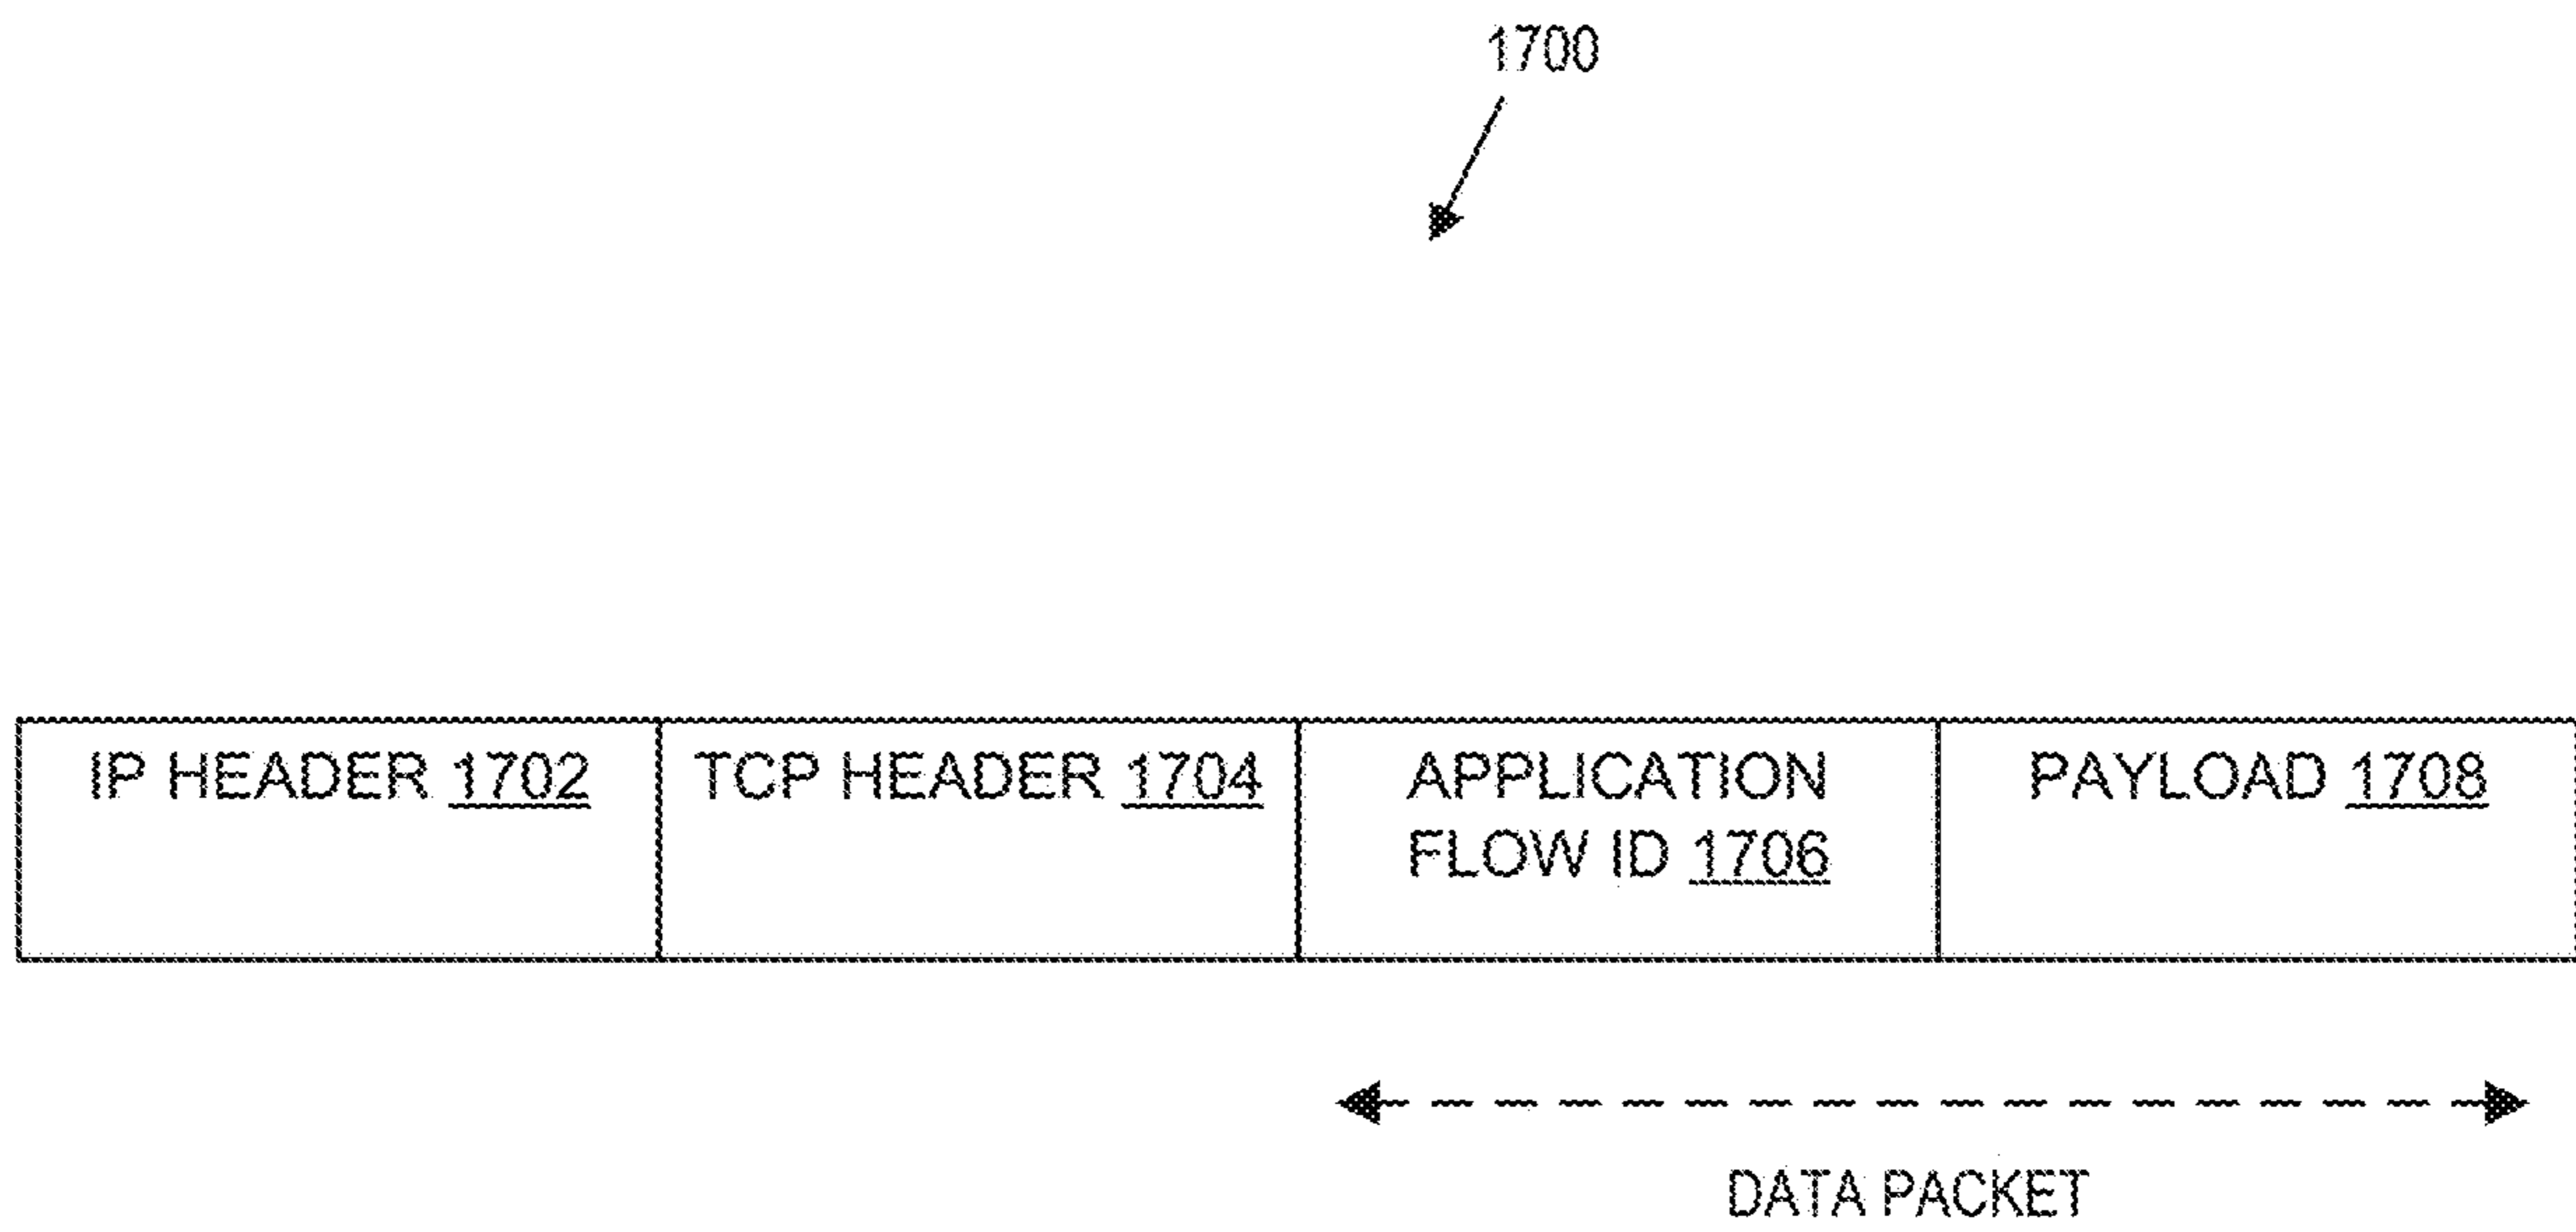 1700
IP HEADER 1702
TCP HEADER 1704
APPLICATION
FLOW ID 1706
PAYLOAD 1708
DATA PACKET